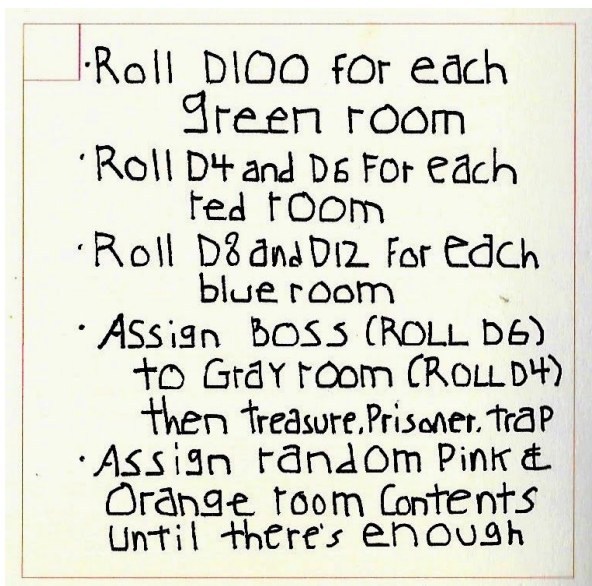 ·Roll D100 for each
green room
·Roll D4 and D6 For each
red room
·Roll D8 and D12 For each
blue room
·Assign BOSS (ROLL D6)
to Gray room (ROLL D4)
then treasure, Prisoner, trap
·Assign random Pink &
Orange room Contents
until there's enough